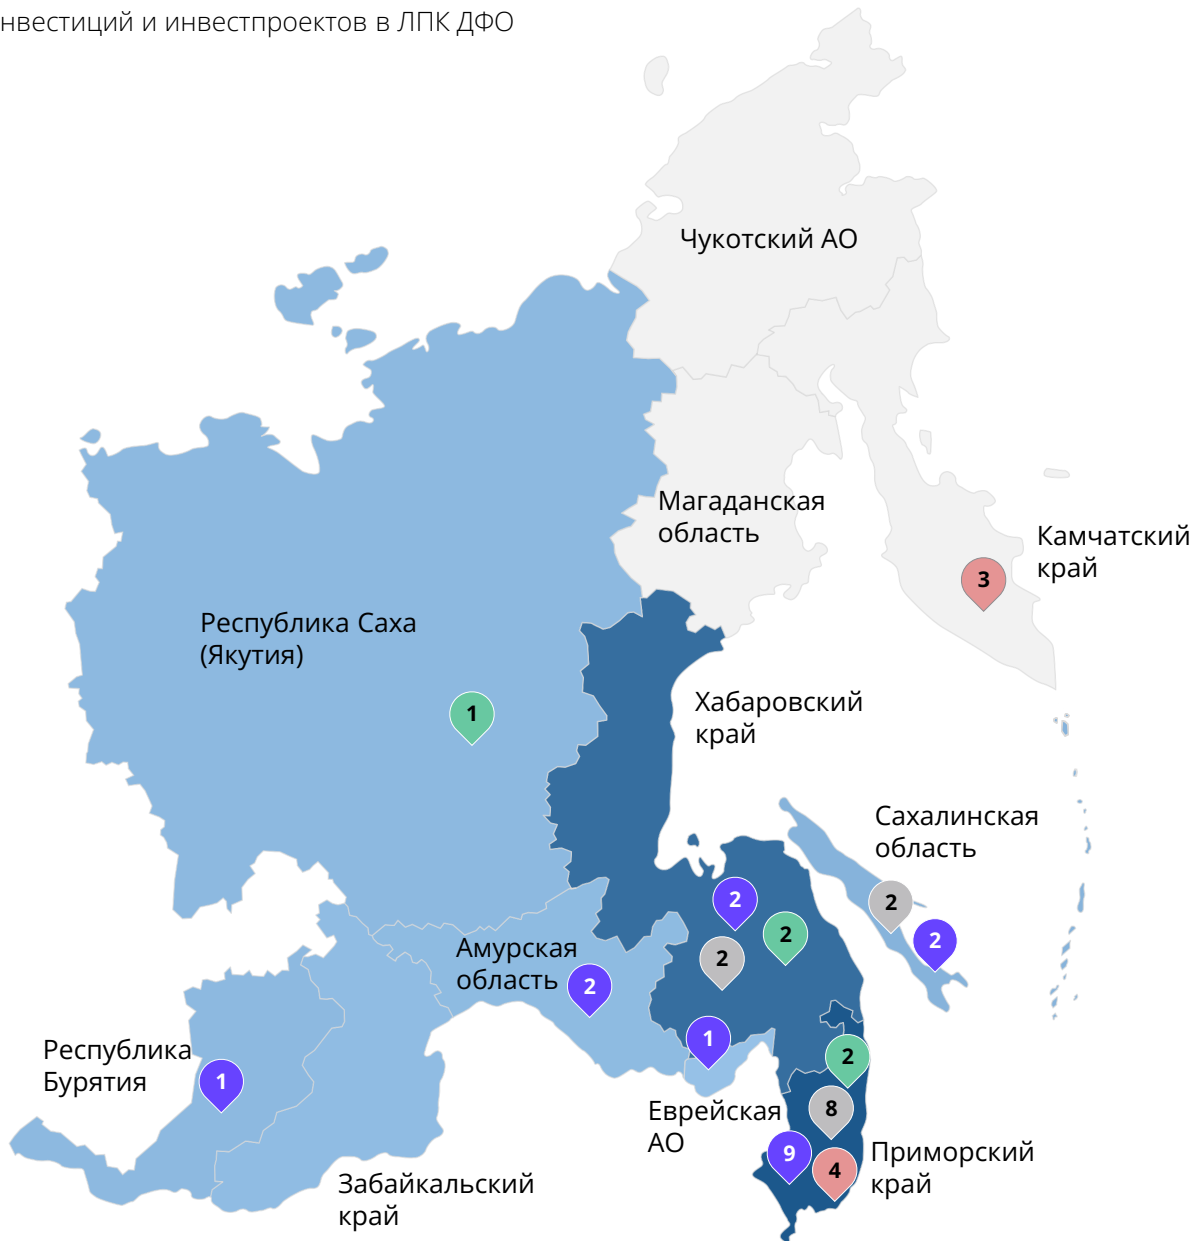 нвестиций и инвестпроектов в ЛПК ДФО
Чукотский АО
Магаданская
область
Камчатский
край
3
Республика Саха
(Якутия)
1
Хабаровский
край
Сахалинская
область
2
2
2
2
2
Амурская
область
2
1
Республика
Бурятия
1
2
8
Еврейская
АО
9
4
Приморский
край
Забайкальский
край